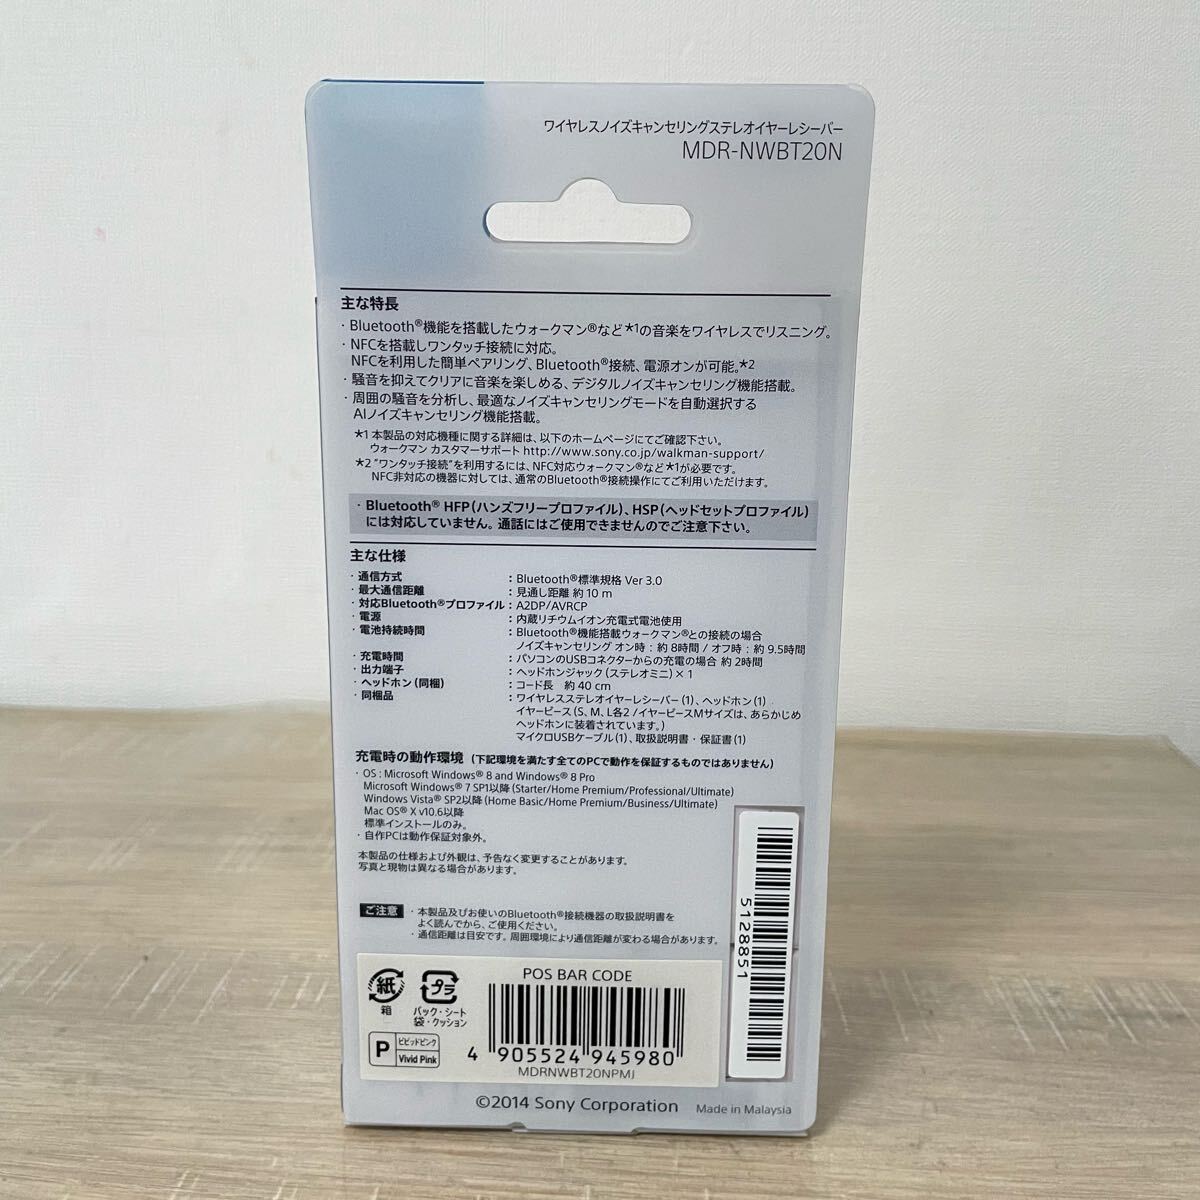 ワイヤレスノイズキャンセリングステレオイヤーレシーバー
MDR-NWBT20N
主な特長
・Bluetooth®機能を搭載したウォークマン®など*1の音楽をワイヤレスでリスニング。
・NFCを搭載しワンタッチ接続に対応。
NFCを利用した簡単ペアリング、Bluetooth®接続、電源オンが可能。*2
・騒音を抑えてクリアに音楽を楽しめる、デジタルノイズキャンセリング機能搭載。
・周囲の騒音を分析し、最適なノイズキャンセリングモードを自動選択する
AIノイズキャンセリング機能搭載。
*1 本製品の対応機種に関する詳細は、以下のホームページにてご確認下さい。
ウォークマン カスタマーサポート http://www.sony.co.jp/walkman-support/
*2 "ワンタッチ接続"を利用するには、NFC対応ウォークマン®など*1が必要です。
NFC非対応の機器に対しては、通常のBluetooth®接続操作にてご利用いただけます。
・Bluetooth® HFP(ハンズフリープロファイル)、HSP(ヘッドセットプロファイル)
には対応していません。通話にはご使用できませんのでご注意下さい。
主な仕様
・通信方式 : Bluetooth®標準規格 Ver 3.0
・最大通信距離 : 見通し距離 約10 m
・対応Bluetooth®プロファイル : A2DP/AVRCP
・電源 : 内蔵リチウムイオン充電式電池使用
・電池持続時間 : Bluetooth®機能搭載ウォークマン®との接続の場合
ノイズキャンセリング オン時 : 約8時間 / オフ時 : 約9.5時間
・充電時間 : パソコンのUSBコネクターからの充電の場合 約2時間
・出力端子 : ヘッドホンジャック(ステレオミニ)×1
・ヘッドホン(同梱) : コード長 約40 cm
・同梱品 : ワイヤレスステレオイヤーレシーバー(1)、ヘッドホン(1)
イヤーピース(S、M、L各2 /イヤーピースMサイズは、あらかじめ
ヘッドホンに装着されています。)
マイクロUSBケーブル(1)、取扱説明書・保証書(1)
充電時の動作環境 (下記環境を満たす全てのPCで動作を保証するものではありません)
・OS : Microsoft Windows® 8 and Windows® 8 Pro
Microsoft Windows® 7 SP1以降 (Starter/Home Premium/Professional/Ultimate)
Windows Vista® SP2以降 (Home Basic/Home Premium/Business/Ultimate)
Mac OS® X v10.6以降
標準インストールのみ。
・自作PCは動作保証対象外。
本製品の仕様および外観は、予告なく変更することがあります。
写真と現物は異なる場合があります。
ご注意
・本製品及びお使いのBluetooth®接続機器の取扱説明書を
よく読んでから、ご使用ください。
・通信距離は目安です。周囲環境により通信距離が変わる場合があります。
5128851
POS BAR CODE
紙
箱
プラ
パック・シート
袋・クッション
P
ビビッドピンク
Vivid Pink
4 905524 945980
MDRNWBT20NPMJ
©2014 Sony Corporation
Made in Malaysia